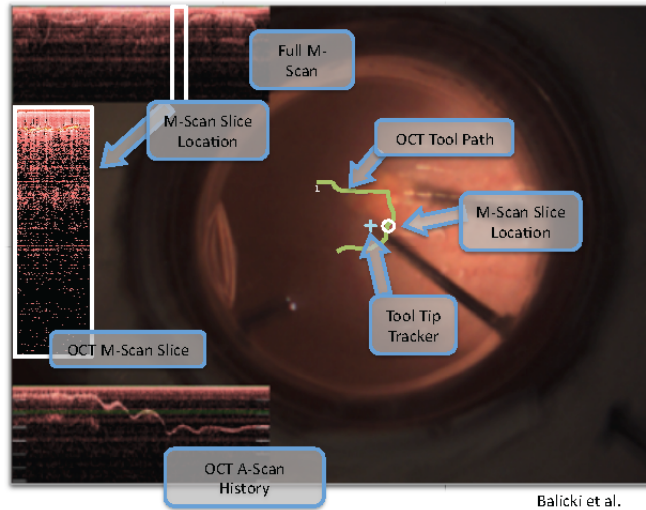 Full M-
Scan
M-Scan Slice
Location
OCT Tool Path
M-Scan Slice
Location
1
Tool Tip
Tracker
OCT M-Scan Slice
OCT A-Scan
History
Balicki et al.